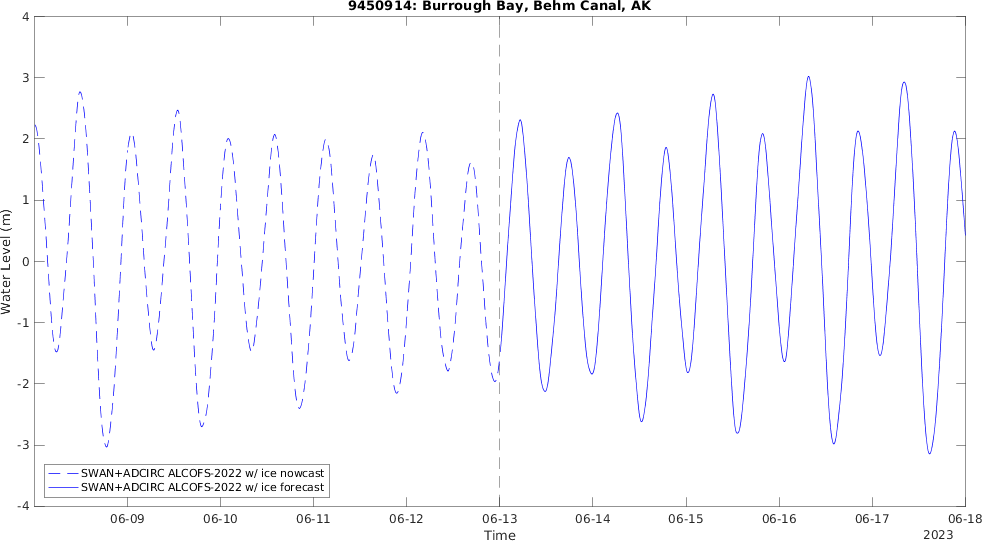 9450914: Burrough Bay, Behm Canal, AK
Water Level (m)
4
3
2
1
0
-1
-2
-3
-4
SWAN+ADCIRC ALCOFS-2022 w/ ice nowcast
SWAN+ADCIRC ALCOFS-2022 w/ ice forecast
06-09 06-10 06-11 06-12 06-13 06-14 06-15 06-16 06-17 06-18
Time
2023